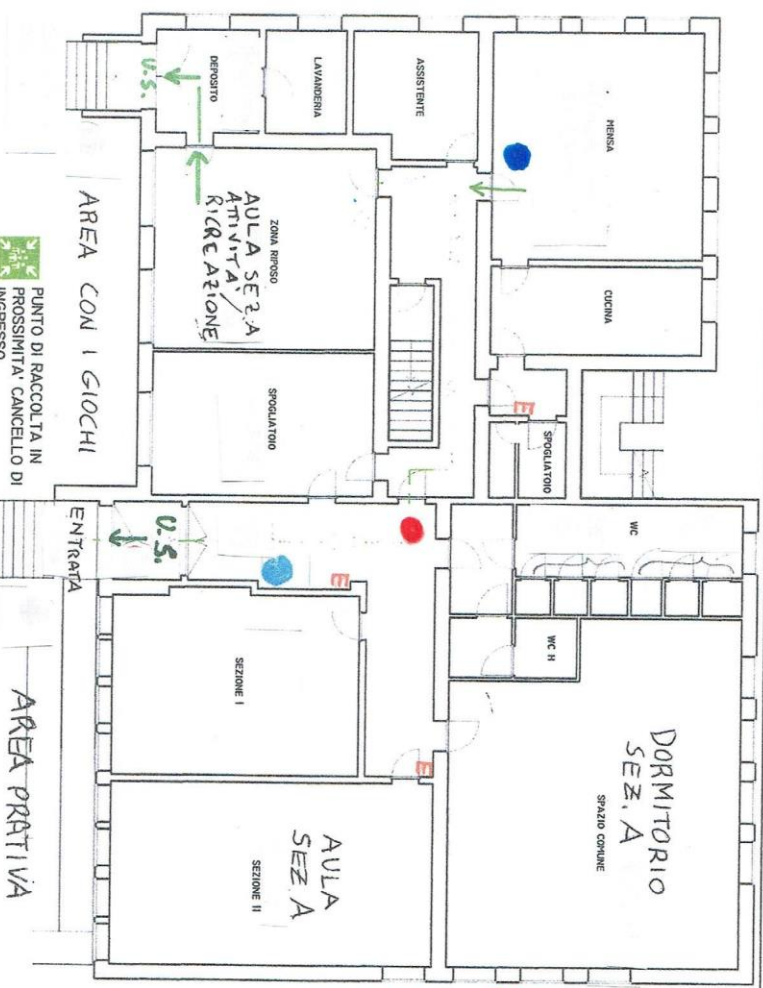 MENSA
ASSISTENTE
LAVANDERIA
DEPOSITO
U.S.
CUCINA
ZONA RIPOSO
AULA SEZ.A
ATTIVITA'/
RICREAZIONE
SPOGLIATOIO
E
SPOGLIATOIO
AREA CON I GIOCHI
PUNTO DI RACCOLTA IN
PROSSIMITA' CANCELLO DI
INGRESSO
WC
WC H
E
U.S.
ENTRATA
SEZIONE I
E
DORMITORIO
SEZ. A
SPAZIO COMUNE
AULA
SEZ. A
SEZIONE II
AREA PRATIVA